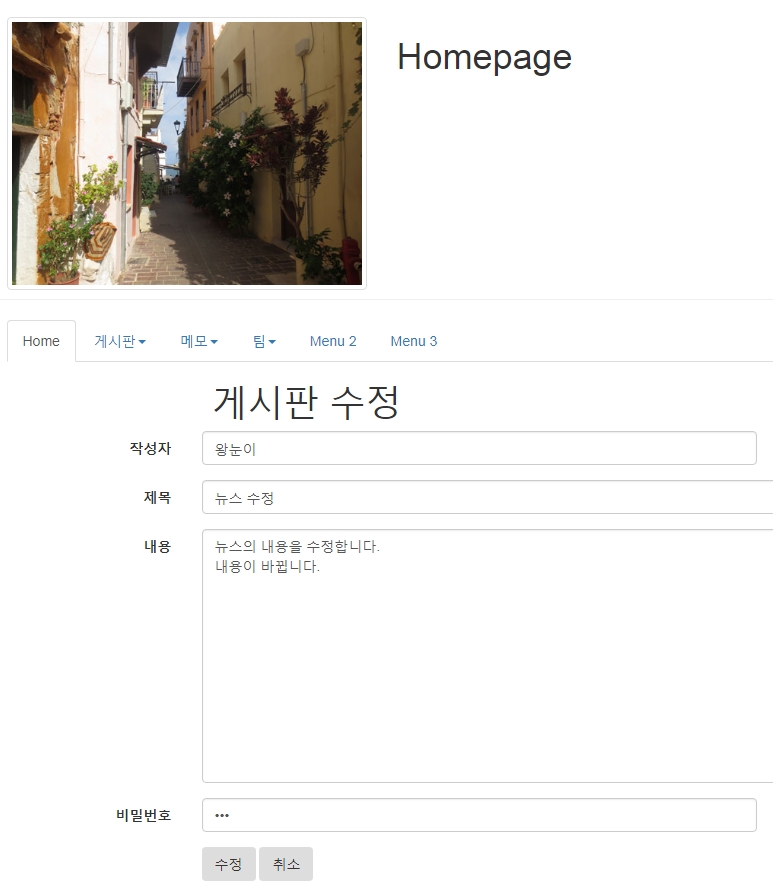 Homepage
Home 게시판 메모 팀 Menu 2 Menu 3
게시판 수정
작성자 왕눈이
제목 뉴스 수정
내용 뉴스의 내용을 수정합니다.
내용이 바뀝니다.
비밀번호 •••
수정 취소